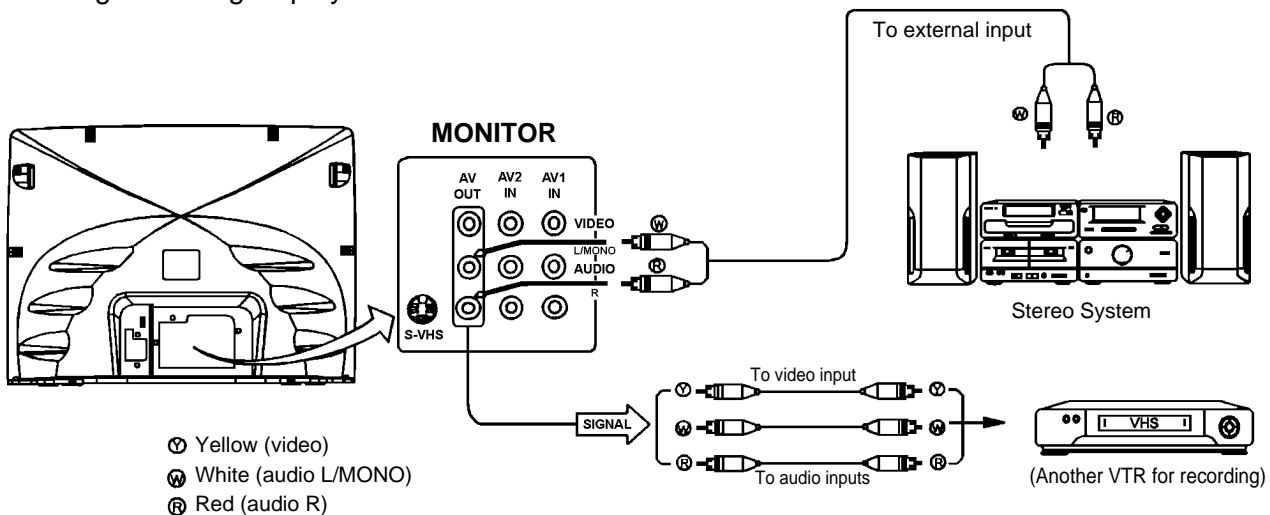 To external input
W R
MONITOR
AV OUT AV2 IN AV1 IN
VIDEO
W
L/MONO
AUDIO
R
R
S-VHS
Stereo System
To video input
Y Y
SIGNAL
W W
R R
To audio inputs
VHS
(Another VTR for recording)
Y Yellow (video)
W White (audio L/MONO)
R Red (audio R)